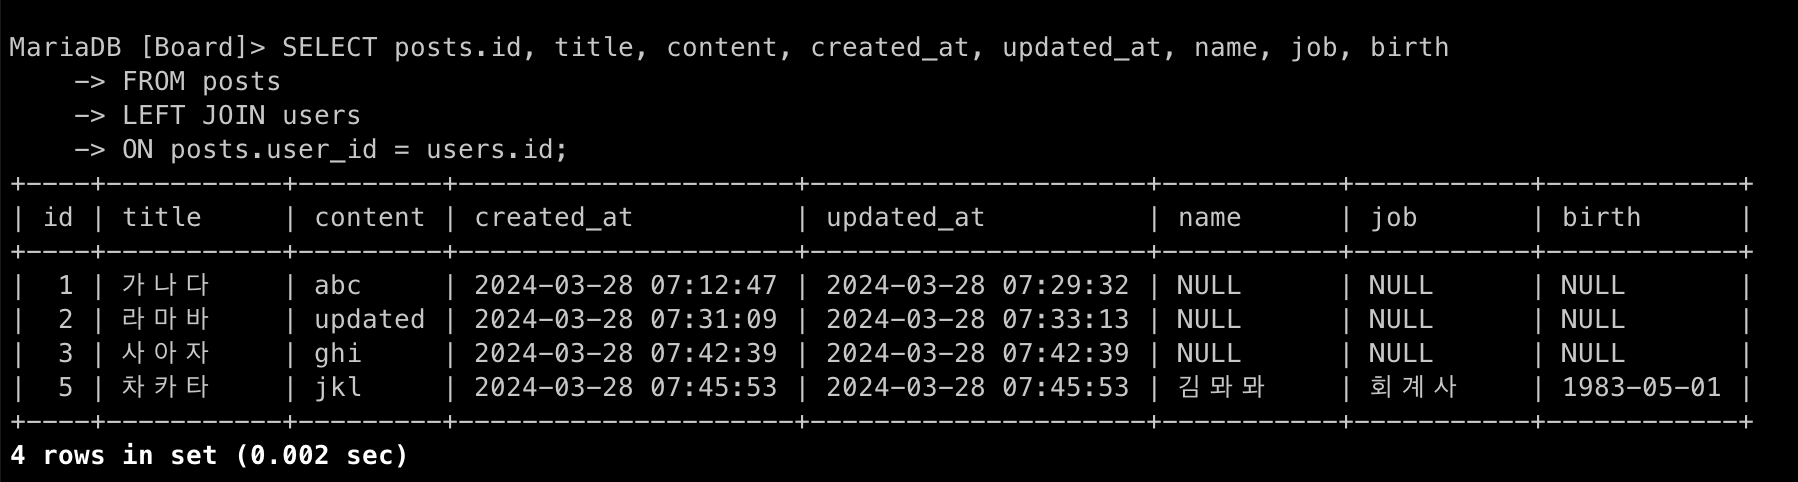 MariaDB [Board]> SELECT posts.id, title, content, created_at, updated_at, name, job, birth
    -> FROM posts
    -> LEFT JOIN users
    -> ON posts.user_id = users.id;
+----+-----------+---------+---------------------+---------------------+-----------+-----------+------------+
| id | title     | content | created_at          | updated_at          | name      | job       | birth      |
+----+-----------+---------+---------------------+---------------------+-----------+-----------+------------+
|  1 | 가나다    | abc     | 2024-03-28 07:12:47 | 2024-03-28 07:29:32 | NULL      | NULL      | NULL       |
|  2 | 라마바    | updated | 2024-03-28 07:31:09 | 2024-03-28 07:33:13 | NULL      | NULL      | NULL       |
|  3 | 사아자    | ghi     | 2024-03-28 07:42:39 | 2024-03-28 07:42:39 | NULL      | NULL      | NULL       |
|  5 | 차카타    | jkl     | 2024-03-28 07:45:53 | 2024-03-28 07:45:53 | 김뫄뫄    | 회계사    | 1983-05-01 |
+----+-----------+---------+---------------------+---------------------+-----------+-----------+------------+
4 rows in set (0.002 sec)